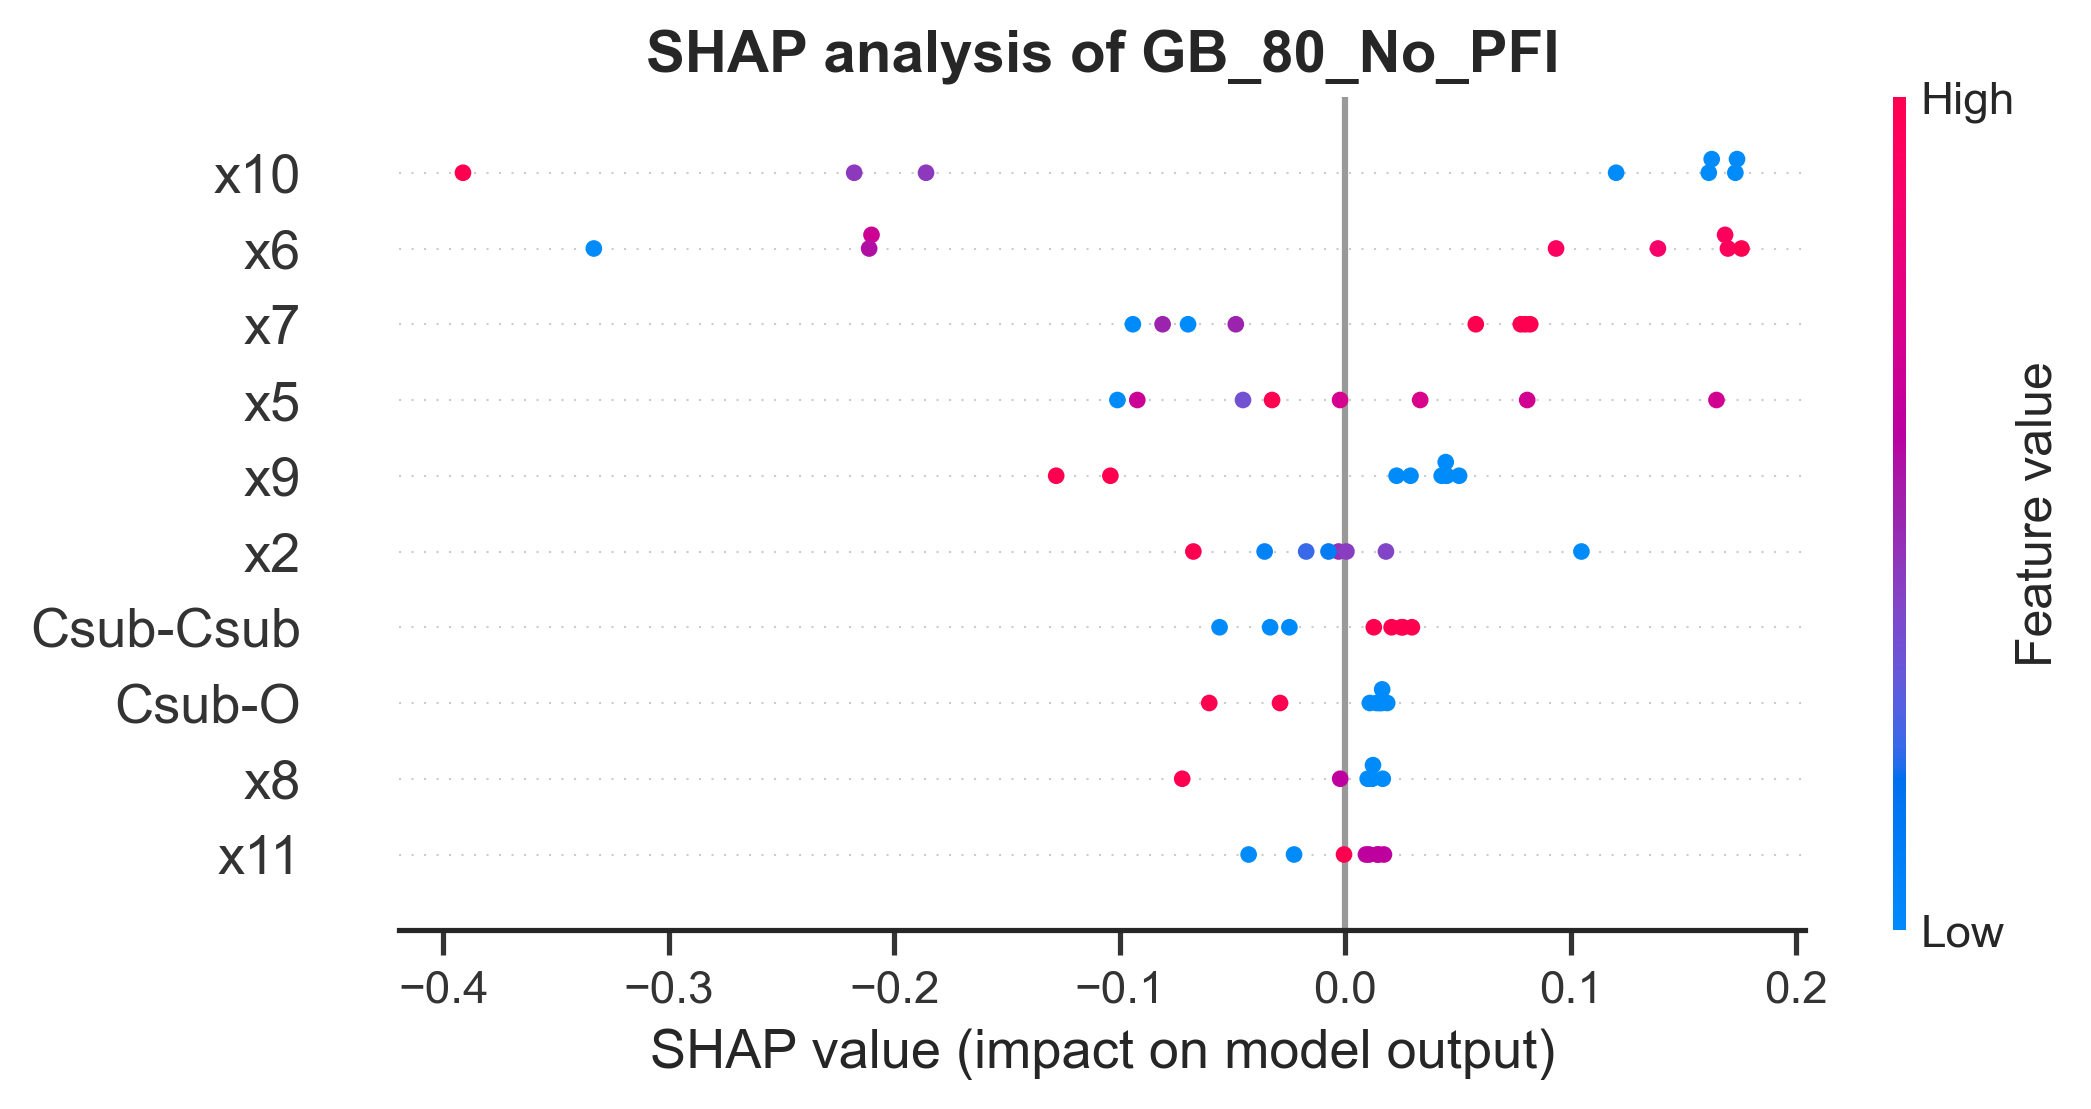 SHAP analysis of GB_80_No_PFI
High
x10
x6
x7
x5
x9
x2
Csub-Csub
Csub-O
x8
x11
Feature value
Low
−0.4
−0.3
−0.2
−0.1
0.0
0.1
0.2
SHAP value (impact on model output)